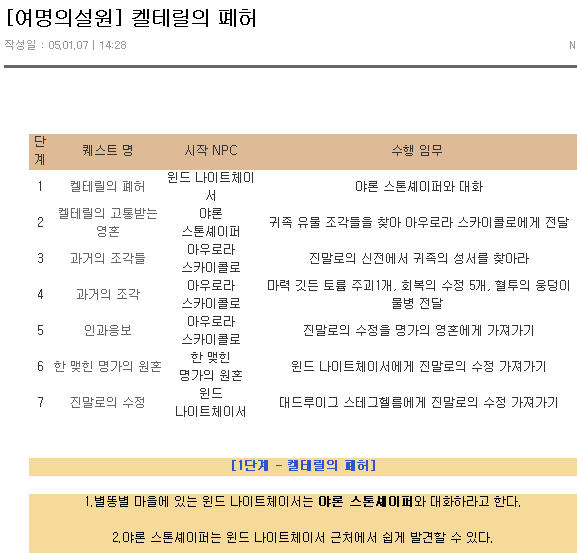 [여명의설원] 켈테릴의 폐허
작성일 : 05.01.07 | 14:28
N
단
계
퀘스트 명
시작 NPC
수행 임무
1
켈테릴의 폐허
윈드 나이트체이
서
야론 스톤셰이퍼와 대화
2
켈테릴의 고통받는
영혼
야론
스톤셰이퍼
귀족 유물 조각들을 찾아 아우로라 스카이콜로에게 전달
3
과거의 조각들
아우로라
스카이콜로
진말로의 신전에서 귀족의 성서를 찾아라
4
과거의 조각
아우로라
스카이콜로
마력 깃든 토륨 주괴1개, 회복의 수정 5개, 혈투의 웅덩이
물병 전달
5
인과응보
아우로라
스카이콜로
진말로의 수정을 명가의 영혼에게 가져가기
6
한 맺힌 명가의 원혼
한 맺힌
명가의 원혼
윈드 나이트체이서에게 진말로의 수정 가져가기
7
진말로의 수정
윈드
나이트체이서
대드루이그 스테그헬름에게 진말로의 수정 가져가기
[1단계 - 켈테릴의 폐허]
1.별똥별 마을에 있는 윈드 나이트체이서는 야론 스톤셰이퍼와 대화하라고 한다.
2.야론 스톤셰이퍼는 윈드 나이트체이서 근처에서 쉽게 발견할 수 있다.